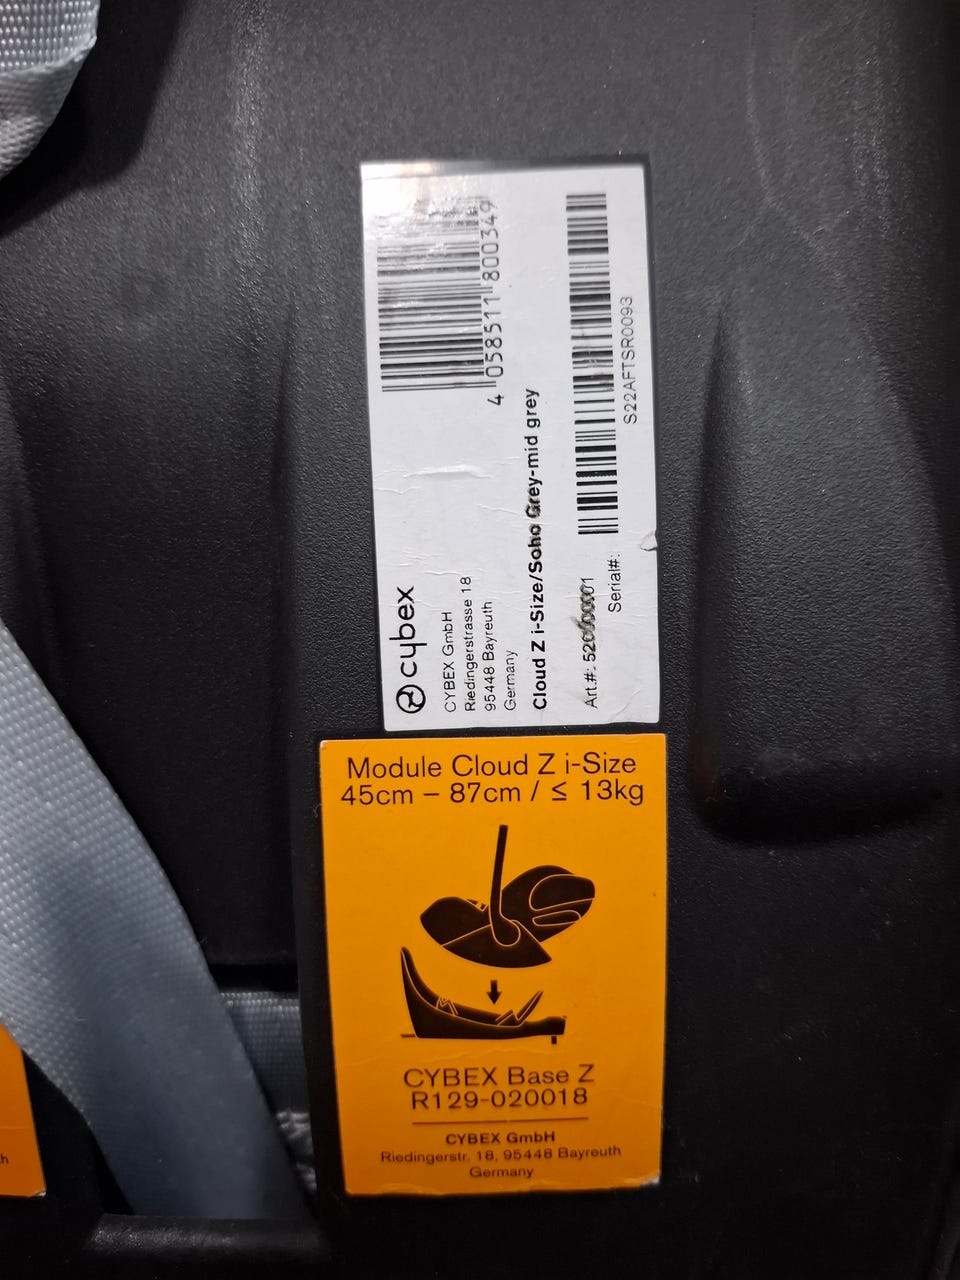 cybex
CYBEX GmbH
Riedingerstrasse 18
95448 Bayreuth
Germany
4 058511 800349
Cloud Z i-Size/Soho Grey-mid grey
Art.#:
Serial#:
S22AFTSR0093
Module Cloud Z i-Size
45cm – 87cm / ≤ 13kg
CYBEX Base Z
R129-020018
CYBEX GmbH
Riedingerstr. 18, 95448 Bayreuth
Germany